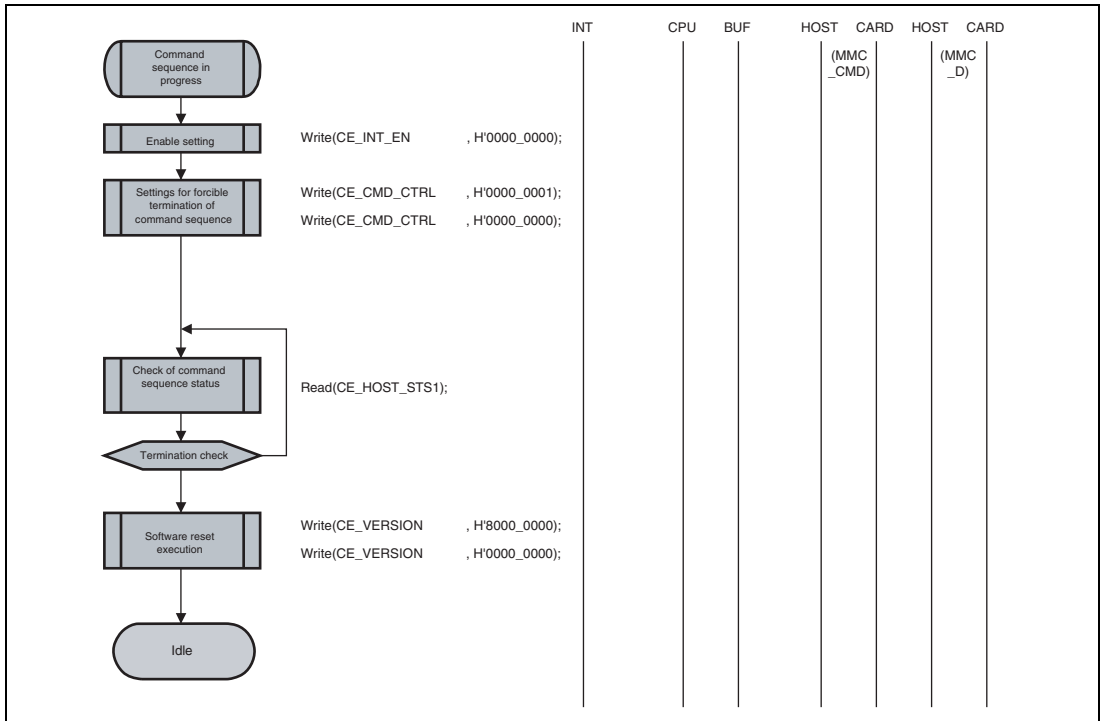 INT CPU BUF HOST CARD HOST CARD
(MMC
_CMD)
(MMC
_D)
Command
sequence in
progress
Enable setting
Write(CE_INT_EN , H'0000_0000);
Settings for forcible
termination of
command sequence
Write(CE_CMD_CTRL , H'0000_0001);
Write(CE_CMD_CTRL , H'0000_0000);
Check of command
sequence status
Read(CE_HOST_STS1);
Termination check
Software reset
execution
Write(CE_VERSION , H'8000_0000);
Write(CE_VERSION , H'0000_0000);
Idle